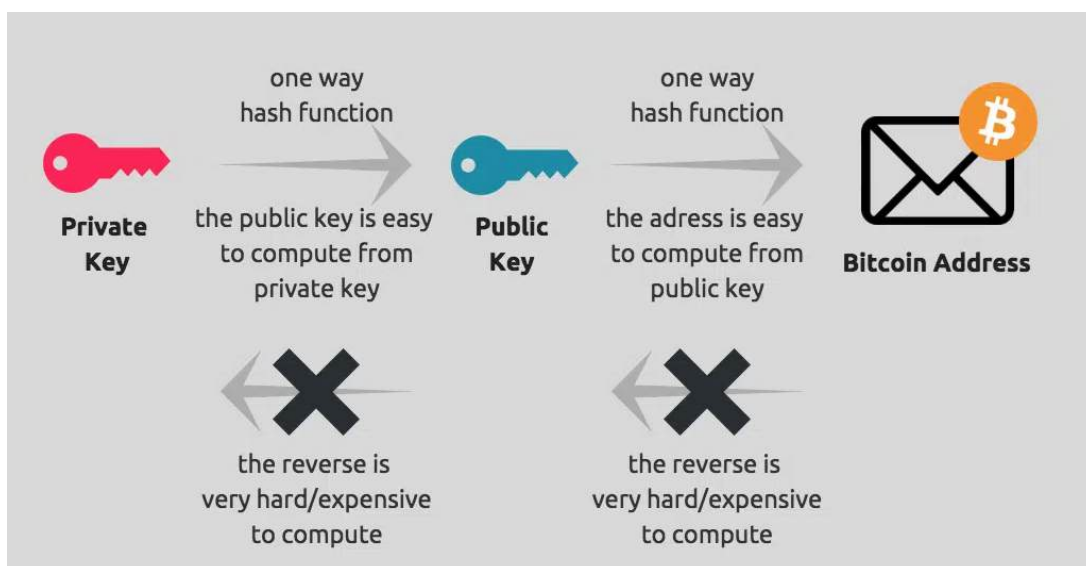 one way
hash function
one way
hash function
Private
Key
the public key is easy
to compute from
private key
Public
Key
the adress is easy
to compute from
public key
Bitcoin Address
the reverse is
very hard/expensive
to compute
the reverse is
very hard/expensive
to compute